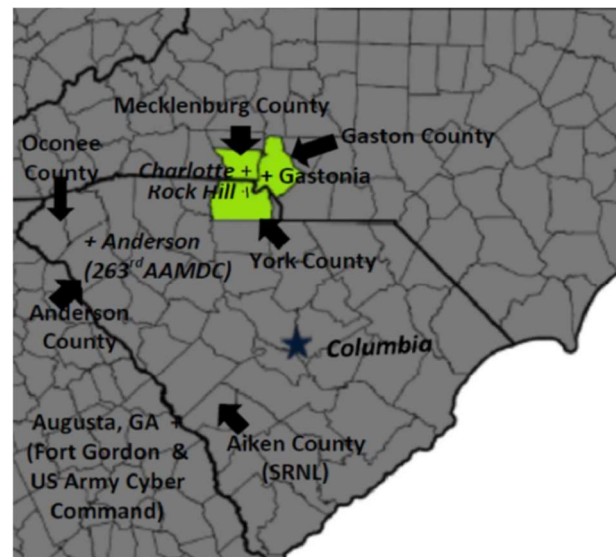 Mecklenburg County
Oconee
County
Gaston County
Charlotte +
+ Gastonia
Rock Hill +
+ Anderson
(263rd AAMDC)
York County
Anderson
County
Columbia
Augusta, GA +
(Fort Gordon &
US Army Cyber
Command)
Aiken County
(SRNL)